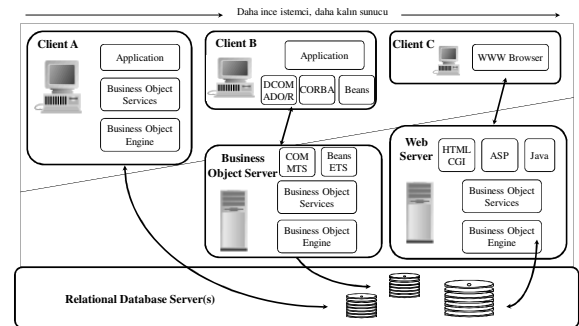 Daha ince istemci, daha kalın sunucu
Client A
Application
Business Object
Services
Business Object
Engine
Client B
Application
DCOM
ADO/R
CORBA
Beans
Client C
WWW Browser
Business
Object Server
COM
MTS
Beans
ETS
Business Object
Services
Business Object
Engine
Web
Server
HTML
CGI
ASP
Java
Business Object
Services
Business Object
Engine
Relational Database Server(s)